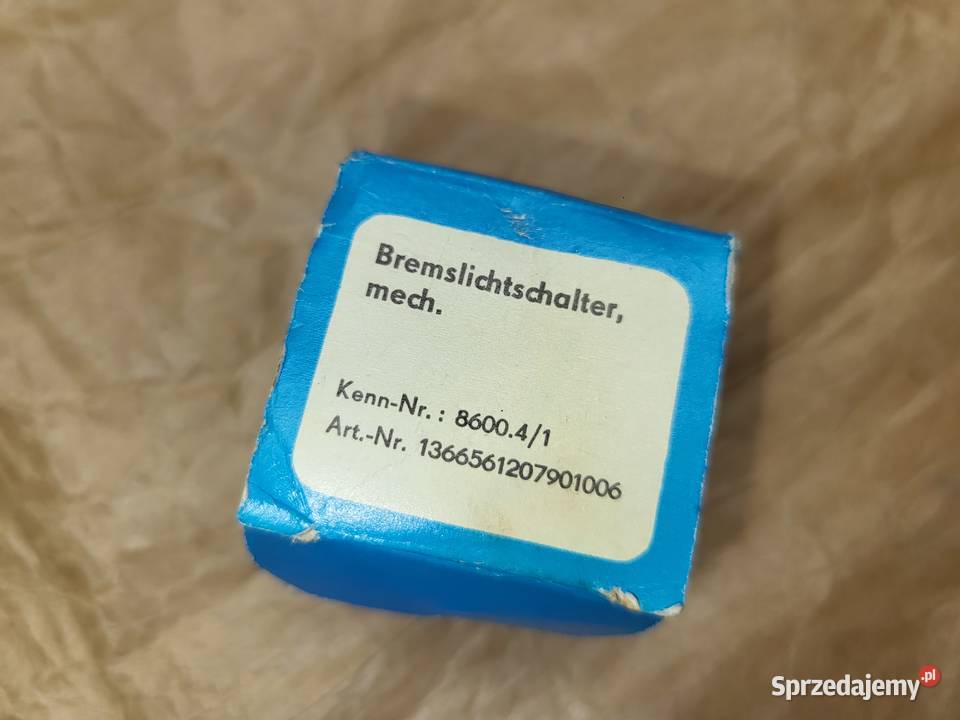 Bremslichtschalter,
mech.
Kenn-Nr.: 8600.4/1
Art.-Nr. 1366561207901006
Sprzedajemy.pl